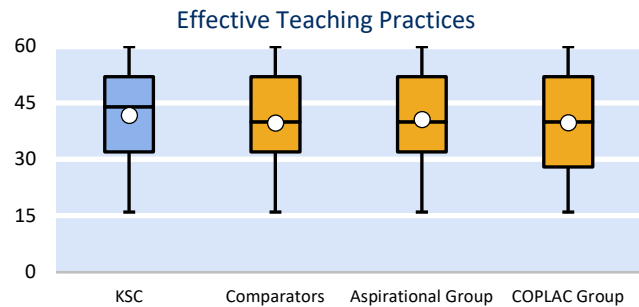 Effective Teaching Practices
60
45
30
15
0
KSC Comparators Aspirational Group COPLAC Group